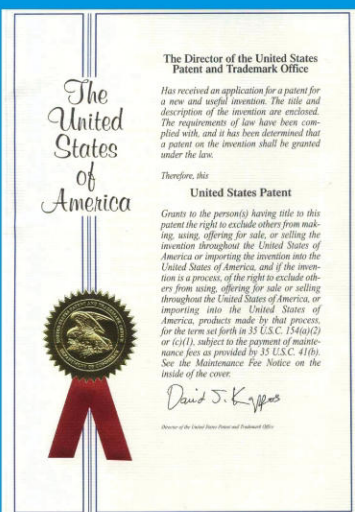 The
United
States
of
America
The Director of the United States
Patent and Trademark Office
Has received an application for a patent for
a new and useful invention. The title and
description of the invention are enclosed.
The requirements of law have been com-
plied with, and it has been determined that
a patent on the invention shall be granted
under the law.
Therefore, this
United States Patent
Grants to the person(s) having title to this
patent the right to exclude others from mak-
ing, using, offering for sale, or selling the
invention throughout the United States of
America or importing the invention into the
United States of America, and if the inven-
tion is a process, of the right to exclude oth-
ers from using, offering for sale or selling
throughout the United States of America, or
importing into the United States of
America, products made by that process,
for the term set forth in 35 U.S.C. 154(a)(2)
or (c)(1), subject to the payment of mainte-
nance fees as provided by 35 U.S.C. 41(b).
See the Maintenance Fee Notice on the
inside of the cover.
David J. Kappos
Director of the United States Patent and Trademark Office